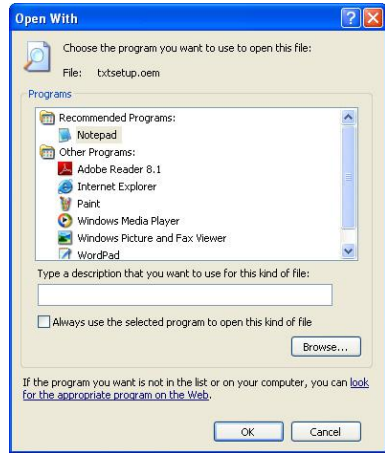 Open With
Choose the program you want to use to open this file:
File: txtsetup.oem
Programs
Recommended Programs:
Notepad
Other Programs:
Adobe Reader 8.1
Internet Explorer
Paint
Windows Media Player
Windows Picture and Fax Viewer
WordPad
Type a description that you want to use for this kind of file:
Always use the selected program to open this kind of file
Browse...
If the program you want is not in the list or on your computer, you can look
for the appropriate program on the Web.
OK Cancel